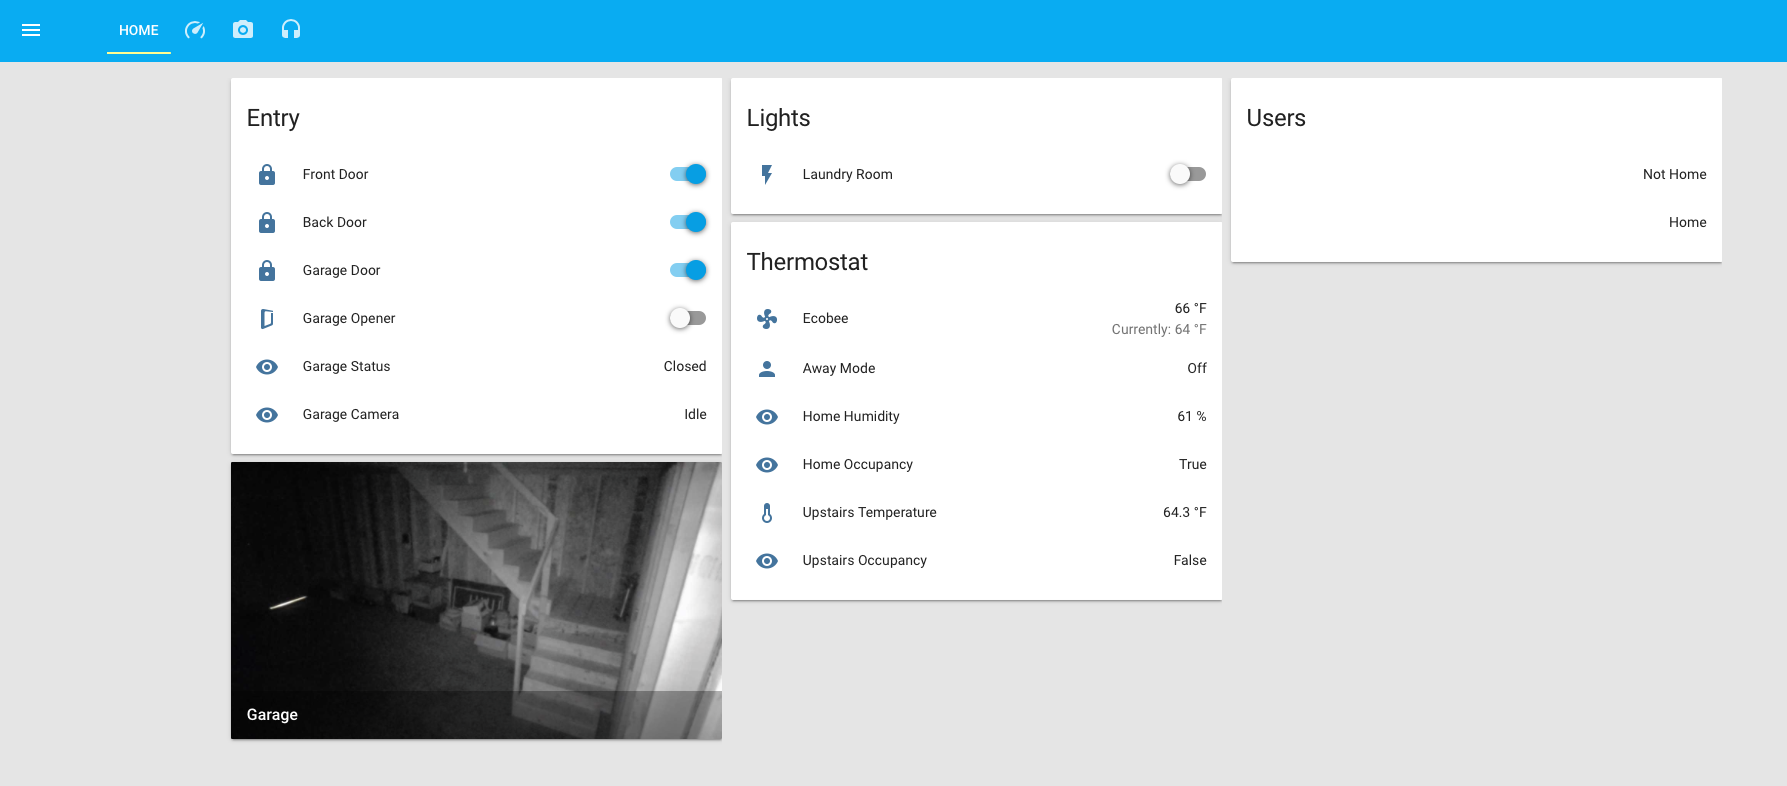 HOME
Entry
Front Door
Back Door
Garage Door
Garage Opener
Garage Status Closed
Garage Camera Idle
Garage
Lights
Laundry Room
Thermostat
Ecobee 66 °F
Currently: 64 °F
Away Mode Off
Home Humidity 61 %
Home Occupancy True
Upstairs Temperature 64.3 °F
Upstairs Occupancy False
Users
Not Home
Home